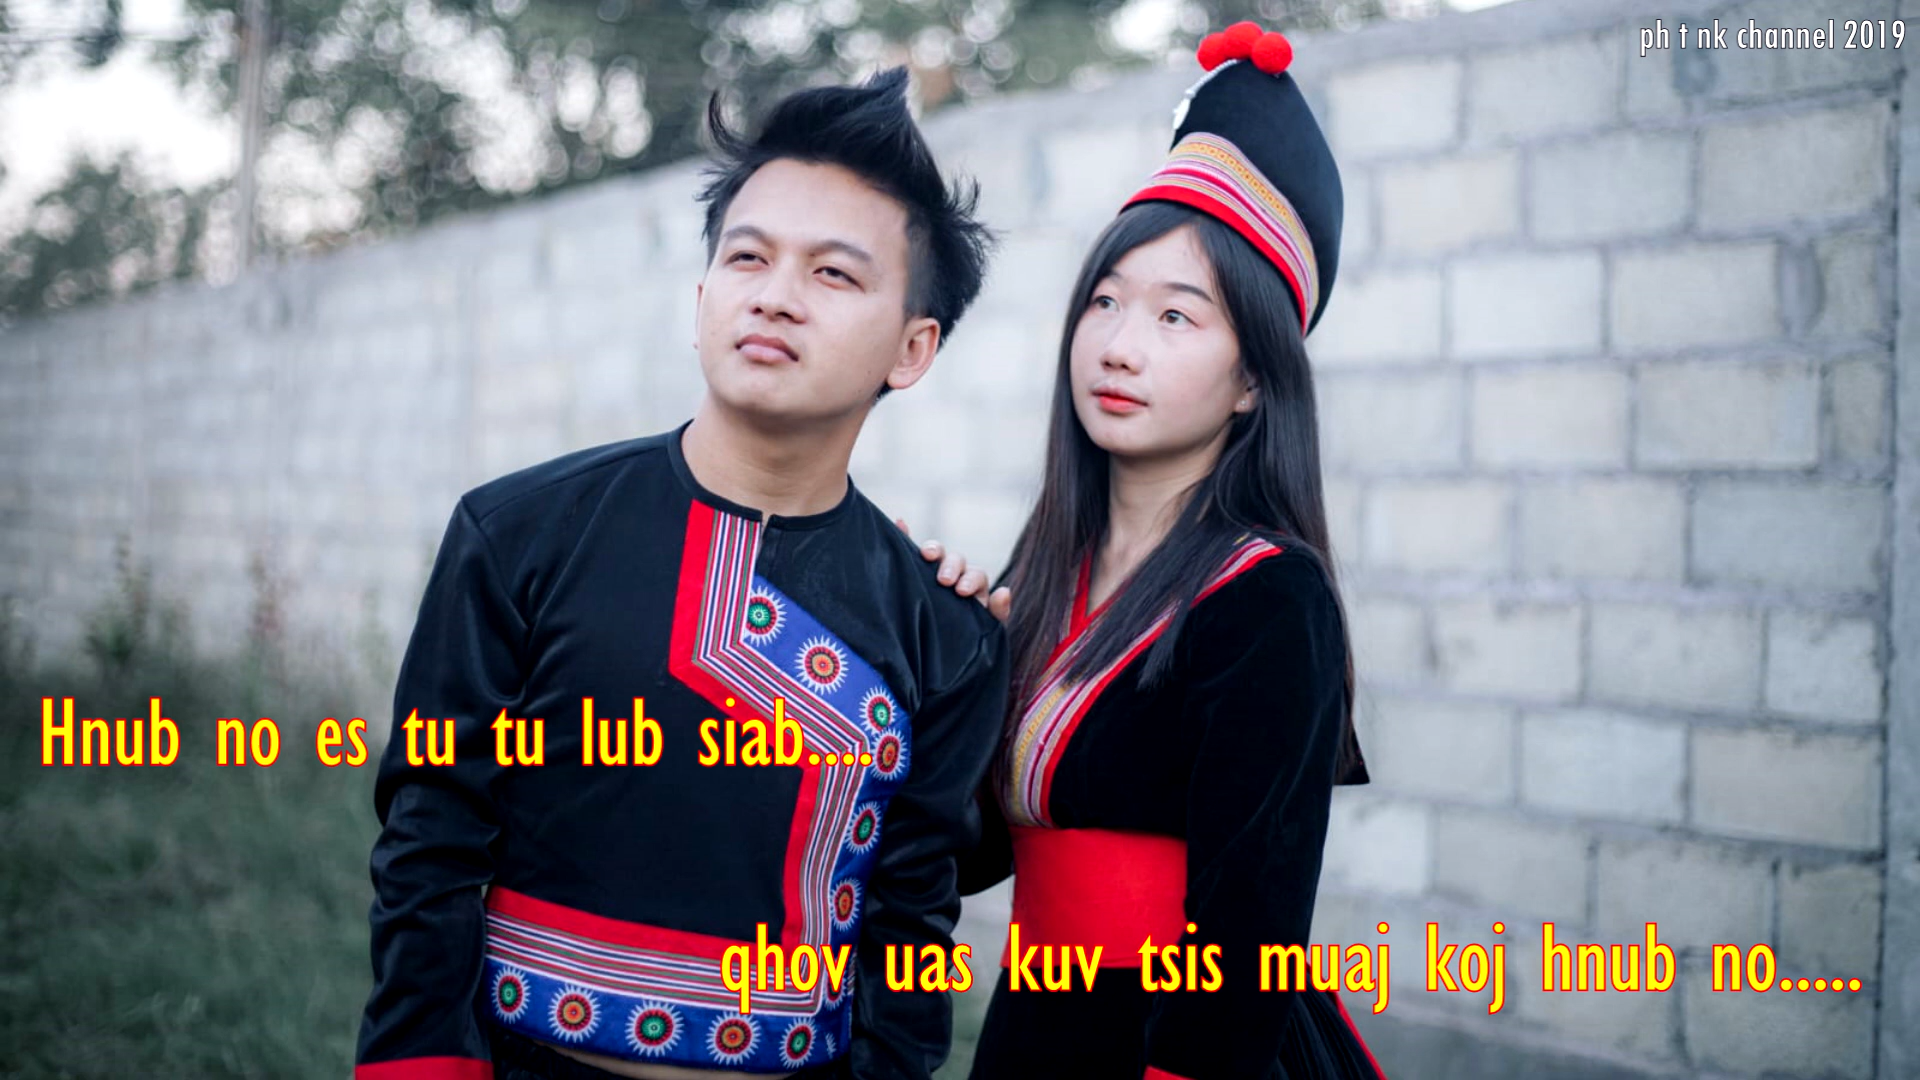 ph t nk channel 2019
Hnub no es tu tu lub siab....
qhov uas kuv tsis muaj koj hnub no.....